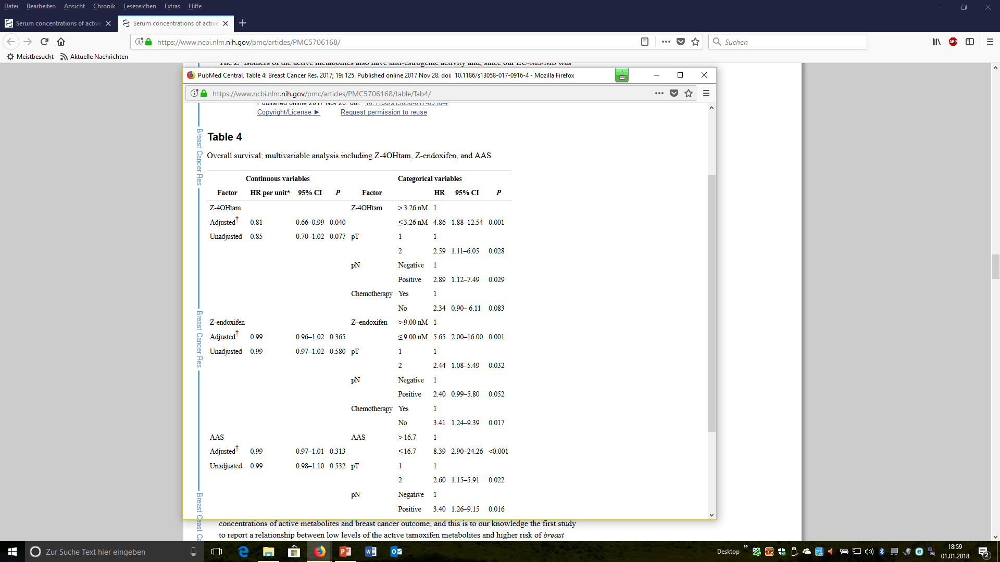 Datei Bearbeiten Ansicht Chronik Lesezeichen Extras Hilfe
Serum concentrations of active Serum concentrations of active
https://www.ncbi.nlm.nih.gov/pmc/articles/PMC5706168/ Suchen
Meistbesucht Aktuelle Nachrichten
PubMed Central, Table 4: Breast Cancer Res. 2017; 19: 125. Published online 2017 Nov 28. doi: 10.1186/s13058-017-0916-4 - Mozilla Firefox
https://www.ncbi.nlm.nih.gov/pmc/articles/PMC5706168/table/Tab4/
Published online 2017 Nov 28. doi: 10.1186/s13058-017-0916-4
Copyright/License ► Request permission to reuse
Breast Cancer Res
Table 4
Overall survival; multivariable analysis including Z-4OHtam, Z-endoxifen, and AAS
Continuous variables Categorical variables
Factor HR per unit* 95% CI P Factor HR 95% CI P
Z-4OHtam Z-4OHtam > 3.26 nM 1
Adjusted† 0.81 0.66–0.99 0.040 ≤ 3.26 nM 4.86 1.88–12.54 0.001
Unadjusted 0.85 0.70–1.02 0.077 pT 1 1
2 2.59 1.11–6.05 0.028
pN Negative 1
Positive 2.89 1.12–7.49 0.029
Chemotherapy Yes 1
No 2.34 0.90– 6.11 0.083
Breast Cancer Res
Z-endoxifen Z–endoxifen > 9.00 nM 1
Adjusted† 0.99 0.96–1.02 0.365 ≤ 9.00 nM 5.65 2.00–16.00 0.001
Unadjusted 0.99 0.97–1.02 0.580 pT 1 1
2 2.44 1.08–5.49 0.032
pN Negative 1
Positive 2.40 0.99–5.80 0.052
Chemotherapy Yes 1
No 3.41 1.24–9.39 0.017
AAS AAS > 16.7 1
Adjusted† 0.99 0.97–1.01 0.313 ≤ 16.7 8.39 2.90–24.26 <0.001
Unadjusted 0.99 0.98–1.10 0.532 pT 1 1
2 2.60 1.15–5.91 0.022
pN Negative 1
Positive 3.40 1.26–9.15 0.016
concentrations of active metabolites and breast cancer outcome, and this is to our knowledge the first study
to report a relationship between low levels of the active tamoxifen metabolites and higher risk of breast
Zur Suche Text hier eingeben Desktop » 18:59
01.01.2018 2